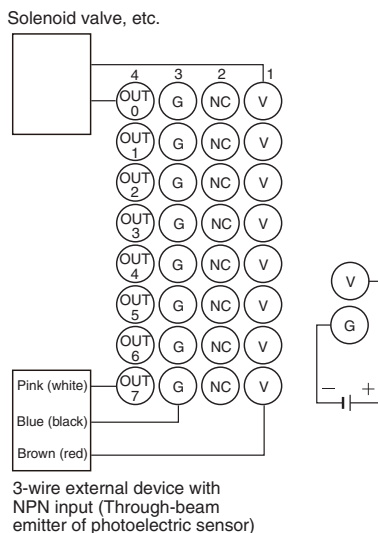 Solenoid valve, etc.
4 3 2 1
OUT 0 G NC V
OUT 1 G NC V
OUT 2 G NC V
OUT 3 G NC V
OUT 4 G NC V
OUT 5 G NC V
OUT 6 G NC V
OUT 7 G NC V
V
G
− +
Pink (white)
Blue (black)
Brown (red)
3-wire external device with
NPN input (Through-beam
emitter of photoelectric sensor)